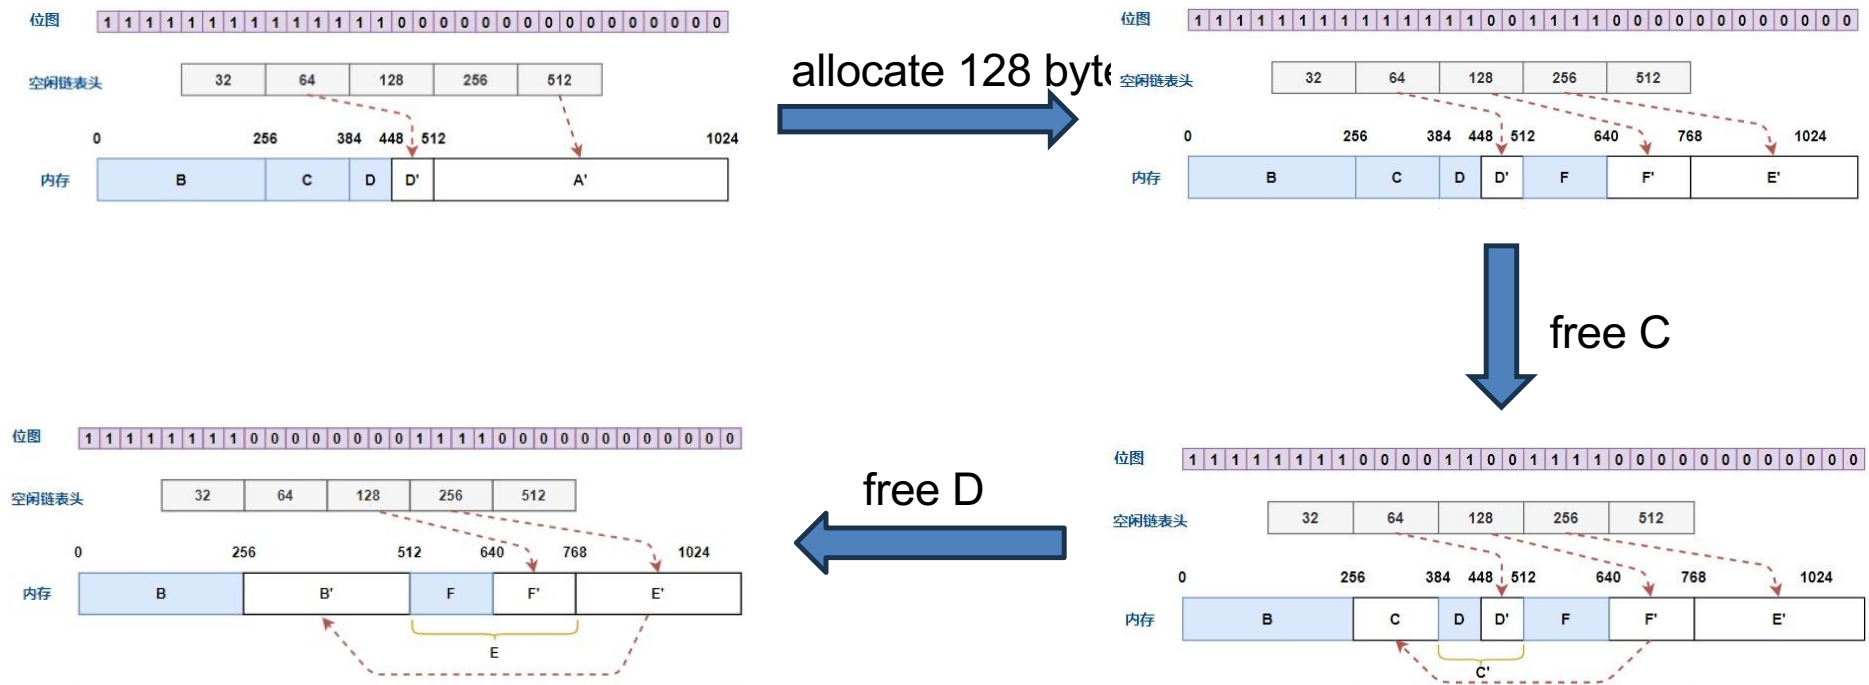 位图 1 1 1 1 1 1 1 1 1 1 1 1 1 1 0 0 0 0 0 0 0 0 0 0 0 0 0 0 0 0
空闲链表头 32 64 128 256 512
0 256 384 448 512 1024
内存 B C D D' A'
allocate 128 byte
位图 1 1 1 1 1 1 1 1 1 1 1 1 1 1 0 0 1 1 1 1 0 0 0 0 0 0 0 0 0 0 0 0
空闲链表头 32 64 128 256 512
0 256 384 448 512 640 768 1024
内存 B C D D' F F' E'
free C
位图 1 1 1 1 1 1 1 1 0 0 0 0 1 1 0 0 1 1 1 1 0 0 0 0 0 0 0 0 0 0 0 0
空闲链表头 32 64 128 256 512
0 256 384 448 512 640 768 1024
内存 B C D D' F F' E'
C'
free D
位图 1 1 1 1 1 1 1 1 0 0 0 0 0 0 0 0 1 1 1 1 0 0 0 0 0 0 0 0 0 0 0 0
空闲链表头 32 64 128 256 512
0 256 512 640 768 1024
内存 B B' F F' E'
E